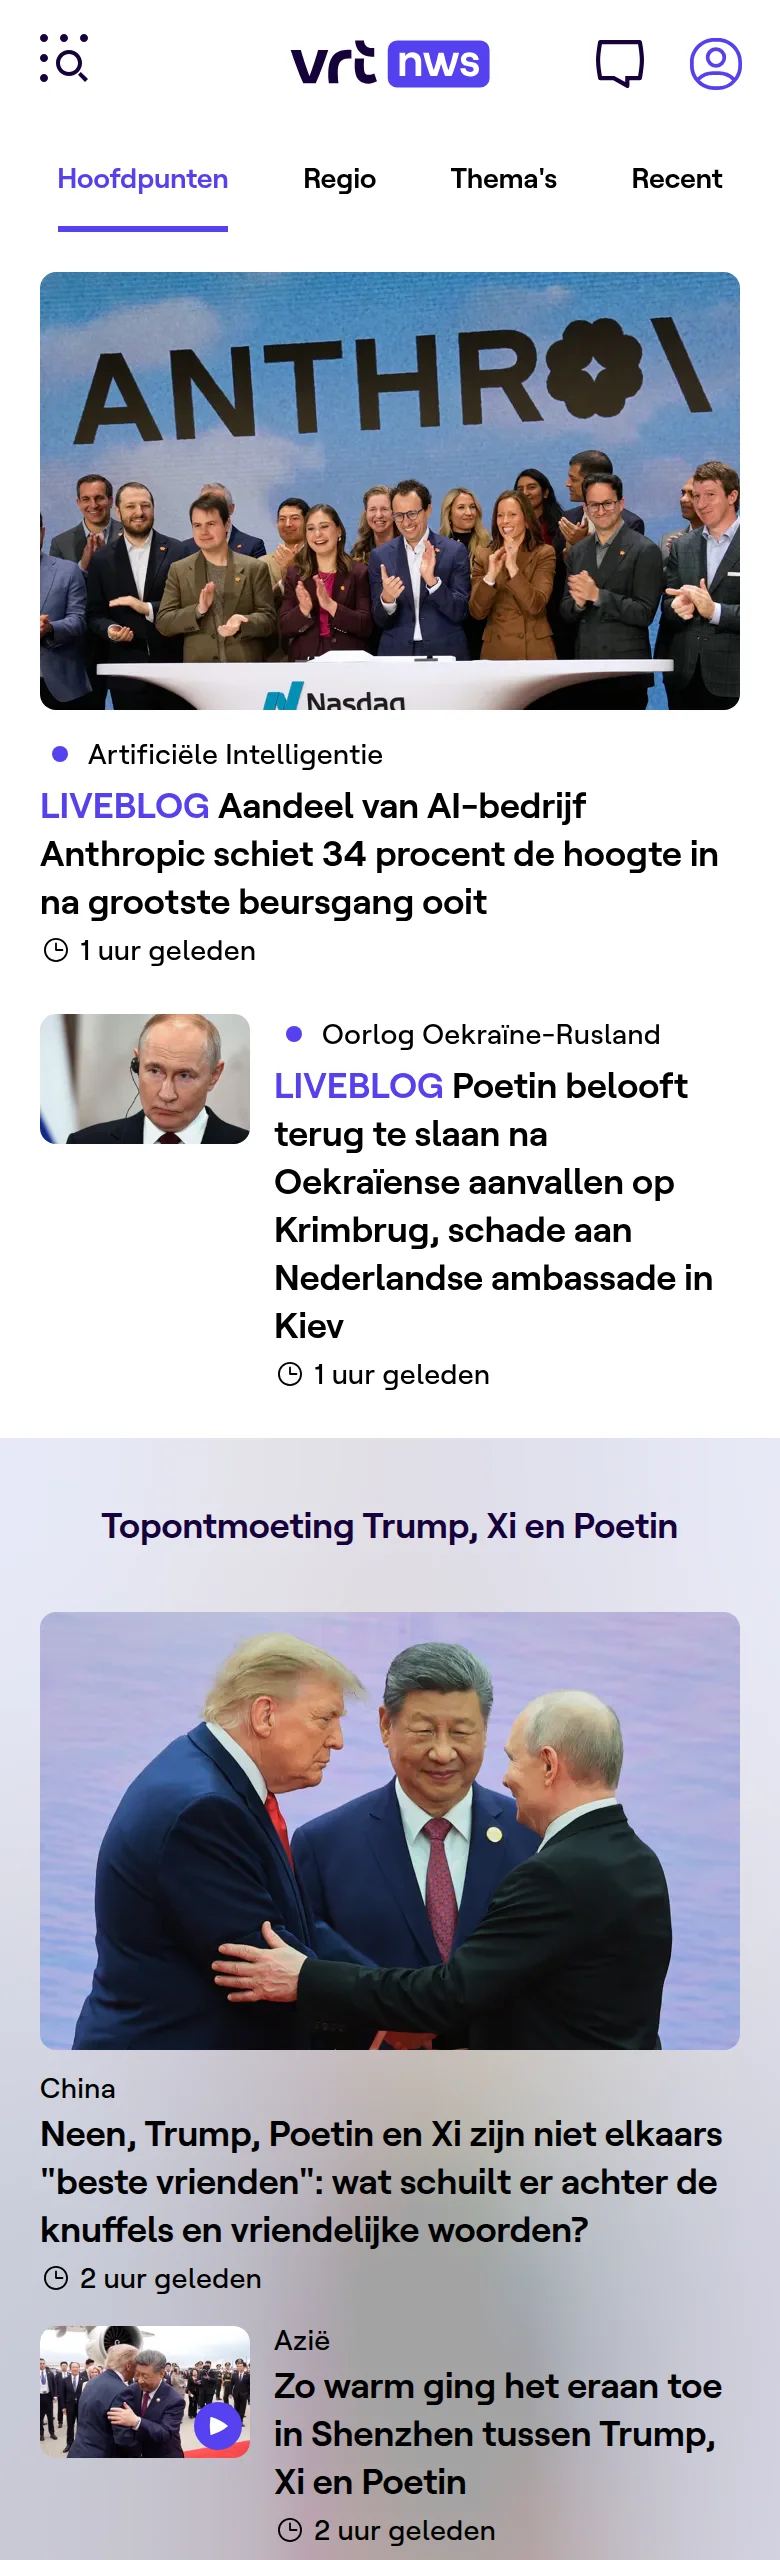 vrt nws
Hoofdpunten Regio Thema's Recent
ANTHROP\
Nasdaq
Artificiële Intelligentie
LIVEBLOG Aandeel van AI-bedrijf
Anthropic schiet 34 procent de hoogte in
na grootste beursgang ooit
1 uur geleden
Oorlog Oekraïne-Rusland
LIVEBLOG Poetin belooft
terug te slaan na
Oekraïense aanvallen op
Krimbrug, schade aan
Nederlandse ambassade in
Kiev
1 uur geleden
Topontmoeting Trump, Xi en Poetin
China
Neen, Trump, Poetin en Xi zijn niet elkaars
"beste vrienden": wat schuilt er achter de
knuffels en vriendelijke woorden?
2 uur geleden
Azië
Zo warm ging het eraan toe
in Shenzhen tussen Trump,
Xi en Poetin
2 uur geleden